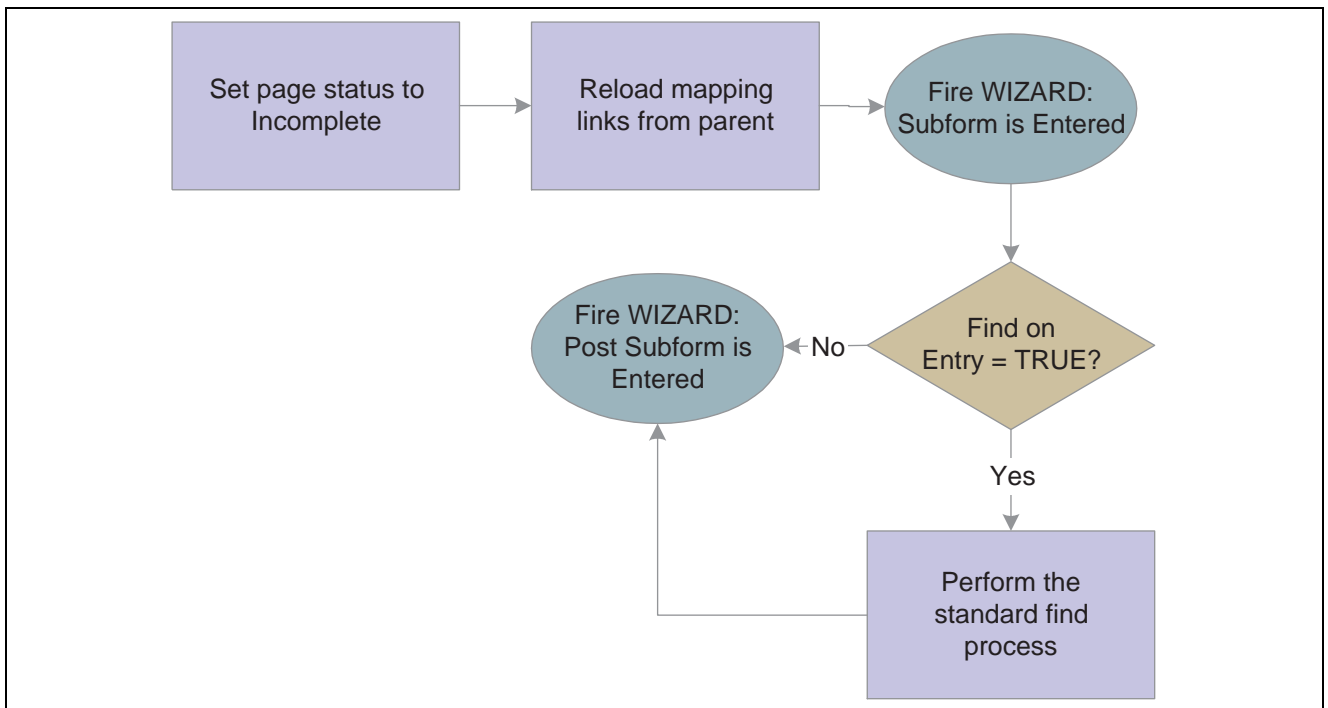 Set page status to
Incomplete
Reload mapping
links from parent
Fire WIZARD:
Subform is Entered
Find on
Entry = TRUE?
No
Fire WIZARD:
Post Subform is
Entered
Yes
Perform the
standard find
process